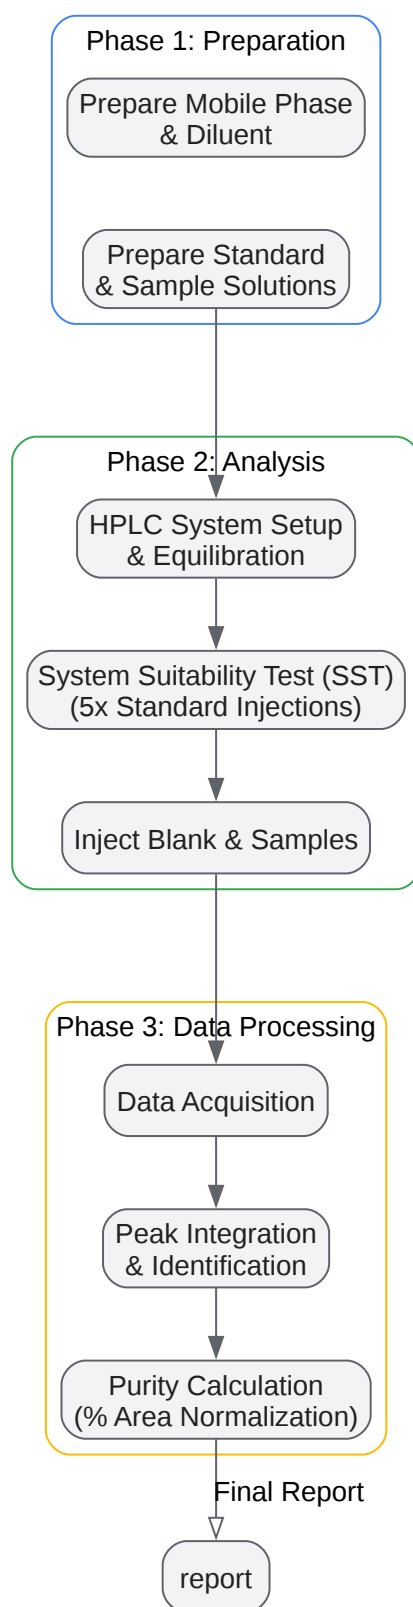 Phase 1: Preparation
Prepare Mobile Phase
& Diluent
Prepare Standard
& Sample Solutions
Phase 2: Analysis
HPLC System Setup
& Equilibration
System Suitability Test (SST)
(5x Standard Injections)
Inject Blank & Samples
Phase 3: Data Processing
Data Acquisition
Peak Integration
& Identification
Purity Calculation
(% Area Normalization)
Final Report
report